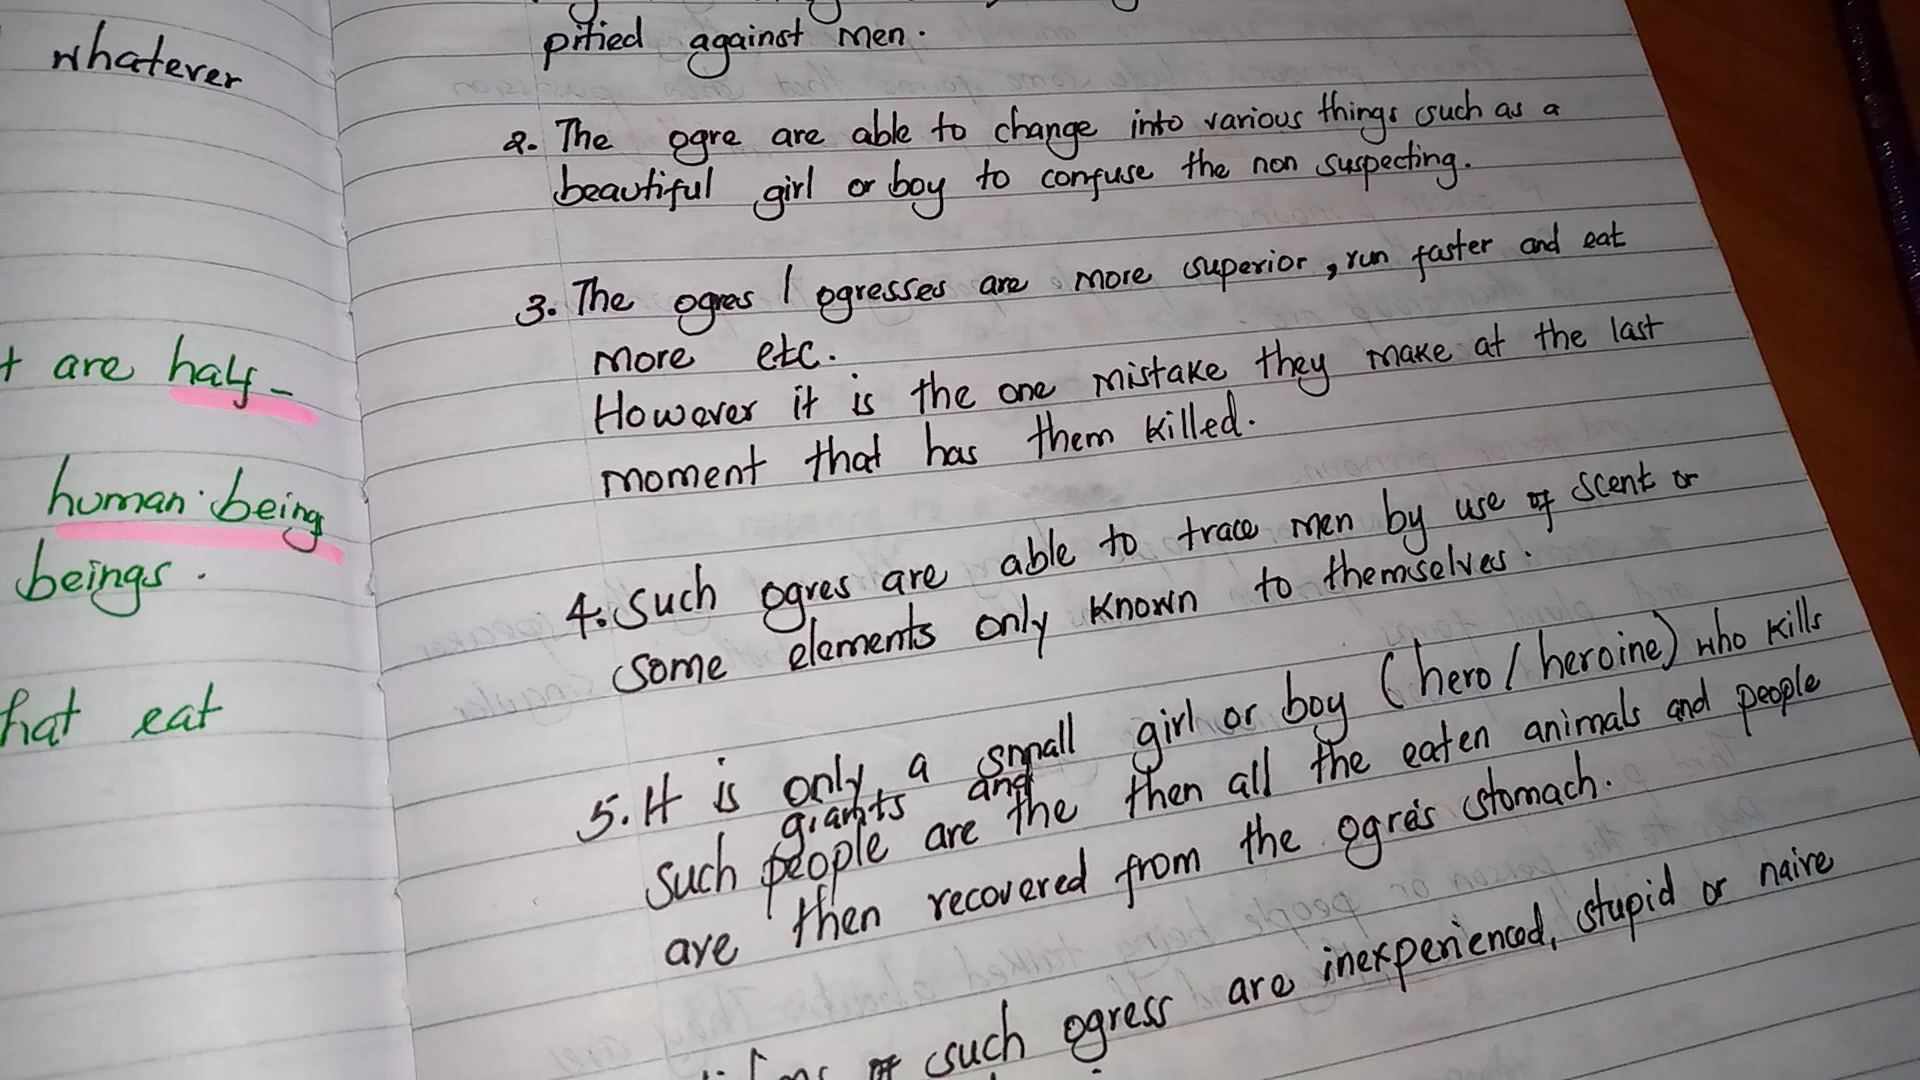 whatever
are half-
human being
beings.
eat
pitied against men.
2. The ogre are able to change into various things such as a
beautiful girl or boy to confuse the non suspecting.
3. The ogres / ogresses are more superior, run faster and eat
more etc.
However it is the one mistake they make at the last
moment that has them killed.
4. Such ogres are able to trace men by use of scent or
some elements only known to themselves.
5. It is only a small girl or boy (hero / heroine) who kills
giants and
such people are the then all the eaten animals and people
are then recovered from the ogre's stomach.
such ogress are inexperienced, stupid or naive